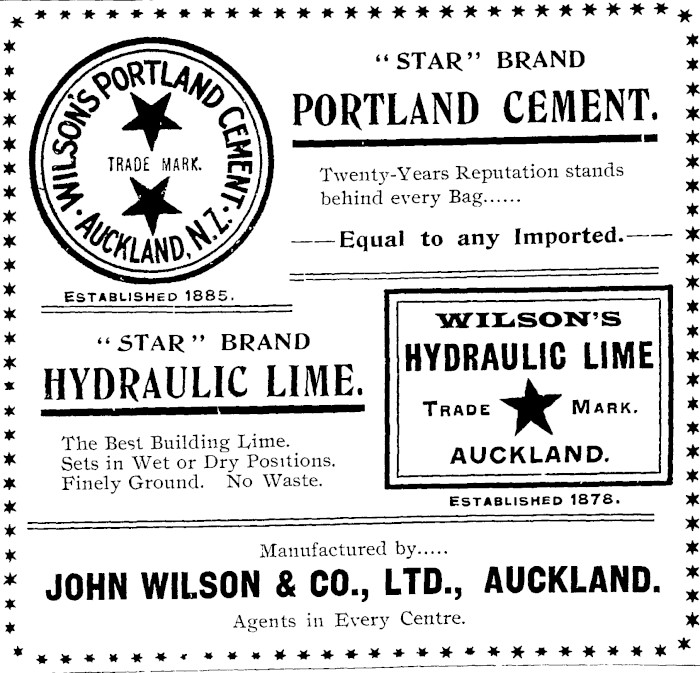 WILSON'S PORTLAND CEMENT.
TRADE MARK.
· AUCKLAND, N.Z. ·
ESTABLISHED 1885.
"STAR" BRAND
PORTLAND CEMENT.
Twenty-Years Reputation stands
behind every Bag......
——Equal to any Imported.——
"STAR" BRAND
HYDRAULIC LIME.
The Best Building Lime.
Sets in Wet or Dry Positions.
Finely Ground. No Waste.
WILSON'S
HYDRAULIC LIME
TRADE MARK.
AUCKLAND.
ESTABLISHED 1878.
Manufactured by.....
JOHN WILSON & CO., LTD., AUCKLAND.
Agents in Every Centre.